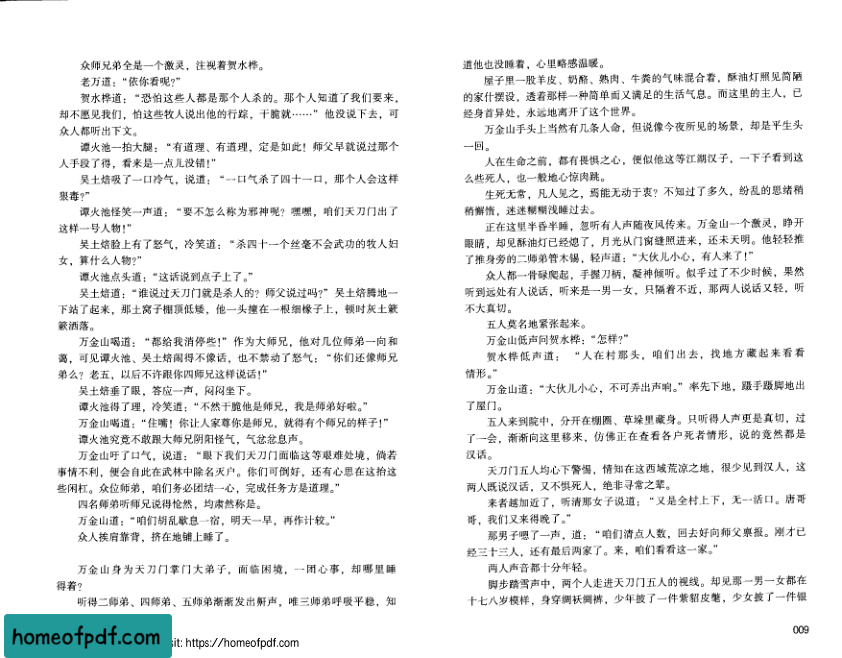 众师兄弟全是一个激灵，注视着贺水桦。
老万道：“依你看呢？”
贺水桦道：“恐怕这些人都是那个人杀的。那个人知道了我们要来，
却不愿见我们，怕这些牧人说出他的行踪，干脆就……”他没说下去，可
众人都听出下文。
谭火池一拍大腿：“有道理、有道理，定是如此！师父早就说过那个
人手段了得，看来是一点儿没错！”
吴土焙吸了一口冷气，说道：“一口气杀了四十一口，那个人会这样
狠毒？”
谭火池怪笑一声道：“要不怎么称为邪神呢？嘿嘿，咱们天刀门出了
这样一号人物！”
吴土焙脸上有了怒气，冷笑道：“杀四十一个丝毫不会武功的牧人妇
女，算什么人物？”
谭火池点头道：“这话说到点子上了。”
吴土焙道：“谁说过天刀门就是杀人的？师父说过吗？”吴土焙腾地一
下站了起来，那土窝子棚顶低矮，他一头撞在一根细椽子上，顿时灰土簌
簌洒落。
万金山喝道：“都给我消停些！”作为大师兄，他对几位师弟一向和
蔼，可见谭火池、吴土焙闹得不像话，也不禁动了怒气：“你们还像师兄
弟么？老五，以后不许跟你四师兄这样说话！”
吴土焙垂了眼，答应一声，闷闷坐下。
谭火池得了理，冷笑道：“不然干脆他是师兄，我是师弟好啦。”
万金山喝道：“住嘴！你让人家尊你是师兄，就得有个师兄的样子！”
谭火池究竟不敢跟大师兄阴阳怪气，气忿忿息声。
万金山吁了口气，说道：“眼下我们天刀门面临这等艰难处境，倘若
事情不利，便会自此在武林中除名灭户。你们可倒好，还有心思在这抬这
些闲杠。众位师弟，咱们务必团结一心，完成任务方是道理。”
四名师弟听师兄说得怆然，均肃然称是。
万金山道：“咱们胡乱歇息一宿，明天一早，再作计较。”
众人挨肩靠背，挤在地铺上睡了。
万金山身为天刀门掌门大弟子，面临困境，一团心事，却哪里睡
得着？
听得二师弟、四师弟、五师弟渐渐发出鼾声，唯三师弟呼吸平稳，知
道他也没睡着，心里略感温暖。
屋子里一股羊皮、奶酪、熟肉、牛粪的气味混合着，酥油灯照见简陋
的家什摆设，透着那样一种简单而又满足的生活气息。而这里的主人，已
经身首异处，永远地离开了这个世界。
万金山手头上当然有几条人命，但说像今夜所见的场景，却是平生头
一回。
人在生命之前，都有畏惧之心，便似他这等江湖汉子，一下子看到这
么些死人，也一般地心惊肉跳。
生死无常，凡人见之，焉能无动于衷？不知过了多久，纷乱的思绪稍
稍懈惰，迷迷糊糊浅睡过去。
正在这里半昏半睡，忽听有人声随夜风传来。万金山一个激灵，睁开
眼睛，却见酥油灯已经熄了，月光从门窗缝照进来，还未天明。他轻轻推
了推身旁的二师弟管木锡，轻声道：“大伙儿小心，有人来了！”
众人都一骨碌爬起，手握刀柄，凝神倾听。似乎过了不少时候，果然
听到远处有人说话，听来是一男一女，只隔着不近，那两人说话又轻，听
不大真切。
五人莫名地紧张起来。
万金山低声问贺水桦：“怎样？”
贺水桦低声道： “人在村那头，咱们出去，找地方藏起来看看
情形。”
万金山道：“大伙儿小心，不可弄出声响。”率先下地，蹑手蹑脚地出
了屋门。
五人来到院中，分开在棚圈、草垛里藏身。只听得人声更是真切，过
了一会，渐渐向这里移来，仿佛正在查看各户死者情形，说的竟然都是
汉话。
天刀门五人均心下警惕，情知在这西域荒凉之地，很少见到汉人，这
两人既说汉话，又不惧死人，绝非寻常之辈。
来者越加近了，听清那女子说道：“又是全村上下，无一活口。唐哥
哥，我们又来得晚了。”
那男子嗯了一声，道：“咱们清点人数，回去好向师父禀报。刚才已
经三十三人，还有最后两家了。来，咱们看看这一家。”
两人声音都十分年轻。
脚步踏雪声中，两个人走进天刀门五人的视线。却见那一男一女都在
十七八岁模样，身穿绸袄绸裤，少年披了一件紫貂皮氅，少女披了一件银
009
homeofpdf.com
sit: https://homeofpdf.com